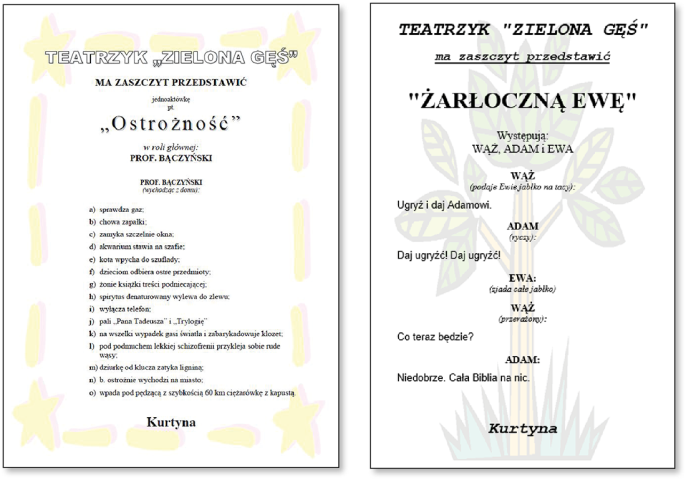 TEATRZYK „ZIELONA GĘŚ”
MA ZASZCZYT PRZEDSTAWIĆ
jednoaktówkę
pt
„Ostrożność”
w roli głównej:
PROF. BĄCZYŃSKI
PROF. BĄCZYŃSKI
(wychodząc z domu):
a) sprawdza gaz;
b) chowa zapałki;
c) zamyka szczelnie okna;
d) akwarium stawia na szafie;
e) kota wpycha do szuflady;
f) dzieciom odbiera ostre przedmioty;
g) żonie książki treści podniecającej;
h) spirytus denaturowany wylewa do zlewu;
i) wyłącza telefon;
j) pali „Pana Tadeusza” i „Trylogię”
k) na wszelki wypadek gasi światła i zabarykadowuje klozet;
l) pod podmuchem lekkiej schizofrenii przykleja sobie rude
wąsy;
m) dziurkę od klucza zatyka ligniną;
n) b. ostrożnie wychodzi na miasto;
o) wpada pod pędzącą z szybkością 60 km ciężarówkę z kapustą.
Kurtyna
TEATRZYK "ZIELONA GĘŚ"
ma zaszczyt przedstawić
"ŻARŁOCZNĄ EWĘ"
Występują:
WĄŻ, ADAM i EWA
WĄŻ
(podaje Ewie jabłko na tacy):
Ugryź i daj Adamowi.
ADAM
(ryczy):
Daj ugryźć! Daj ugryźć!
EWA:
(zjada całe jabłko)
WĄŻ
(przerażony):
Co teraz będzie?
ADAM:
Niedobrze. Cała Biblia na nic.
Kurtyna